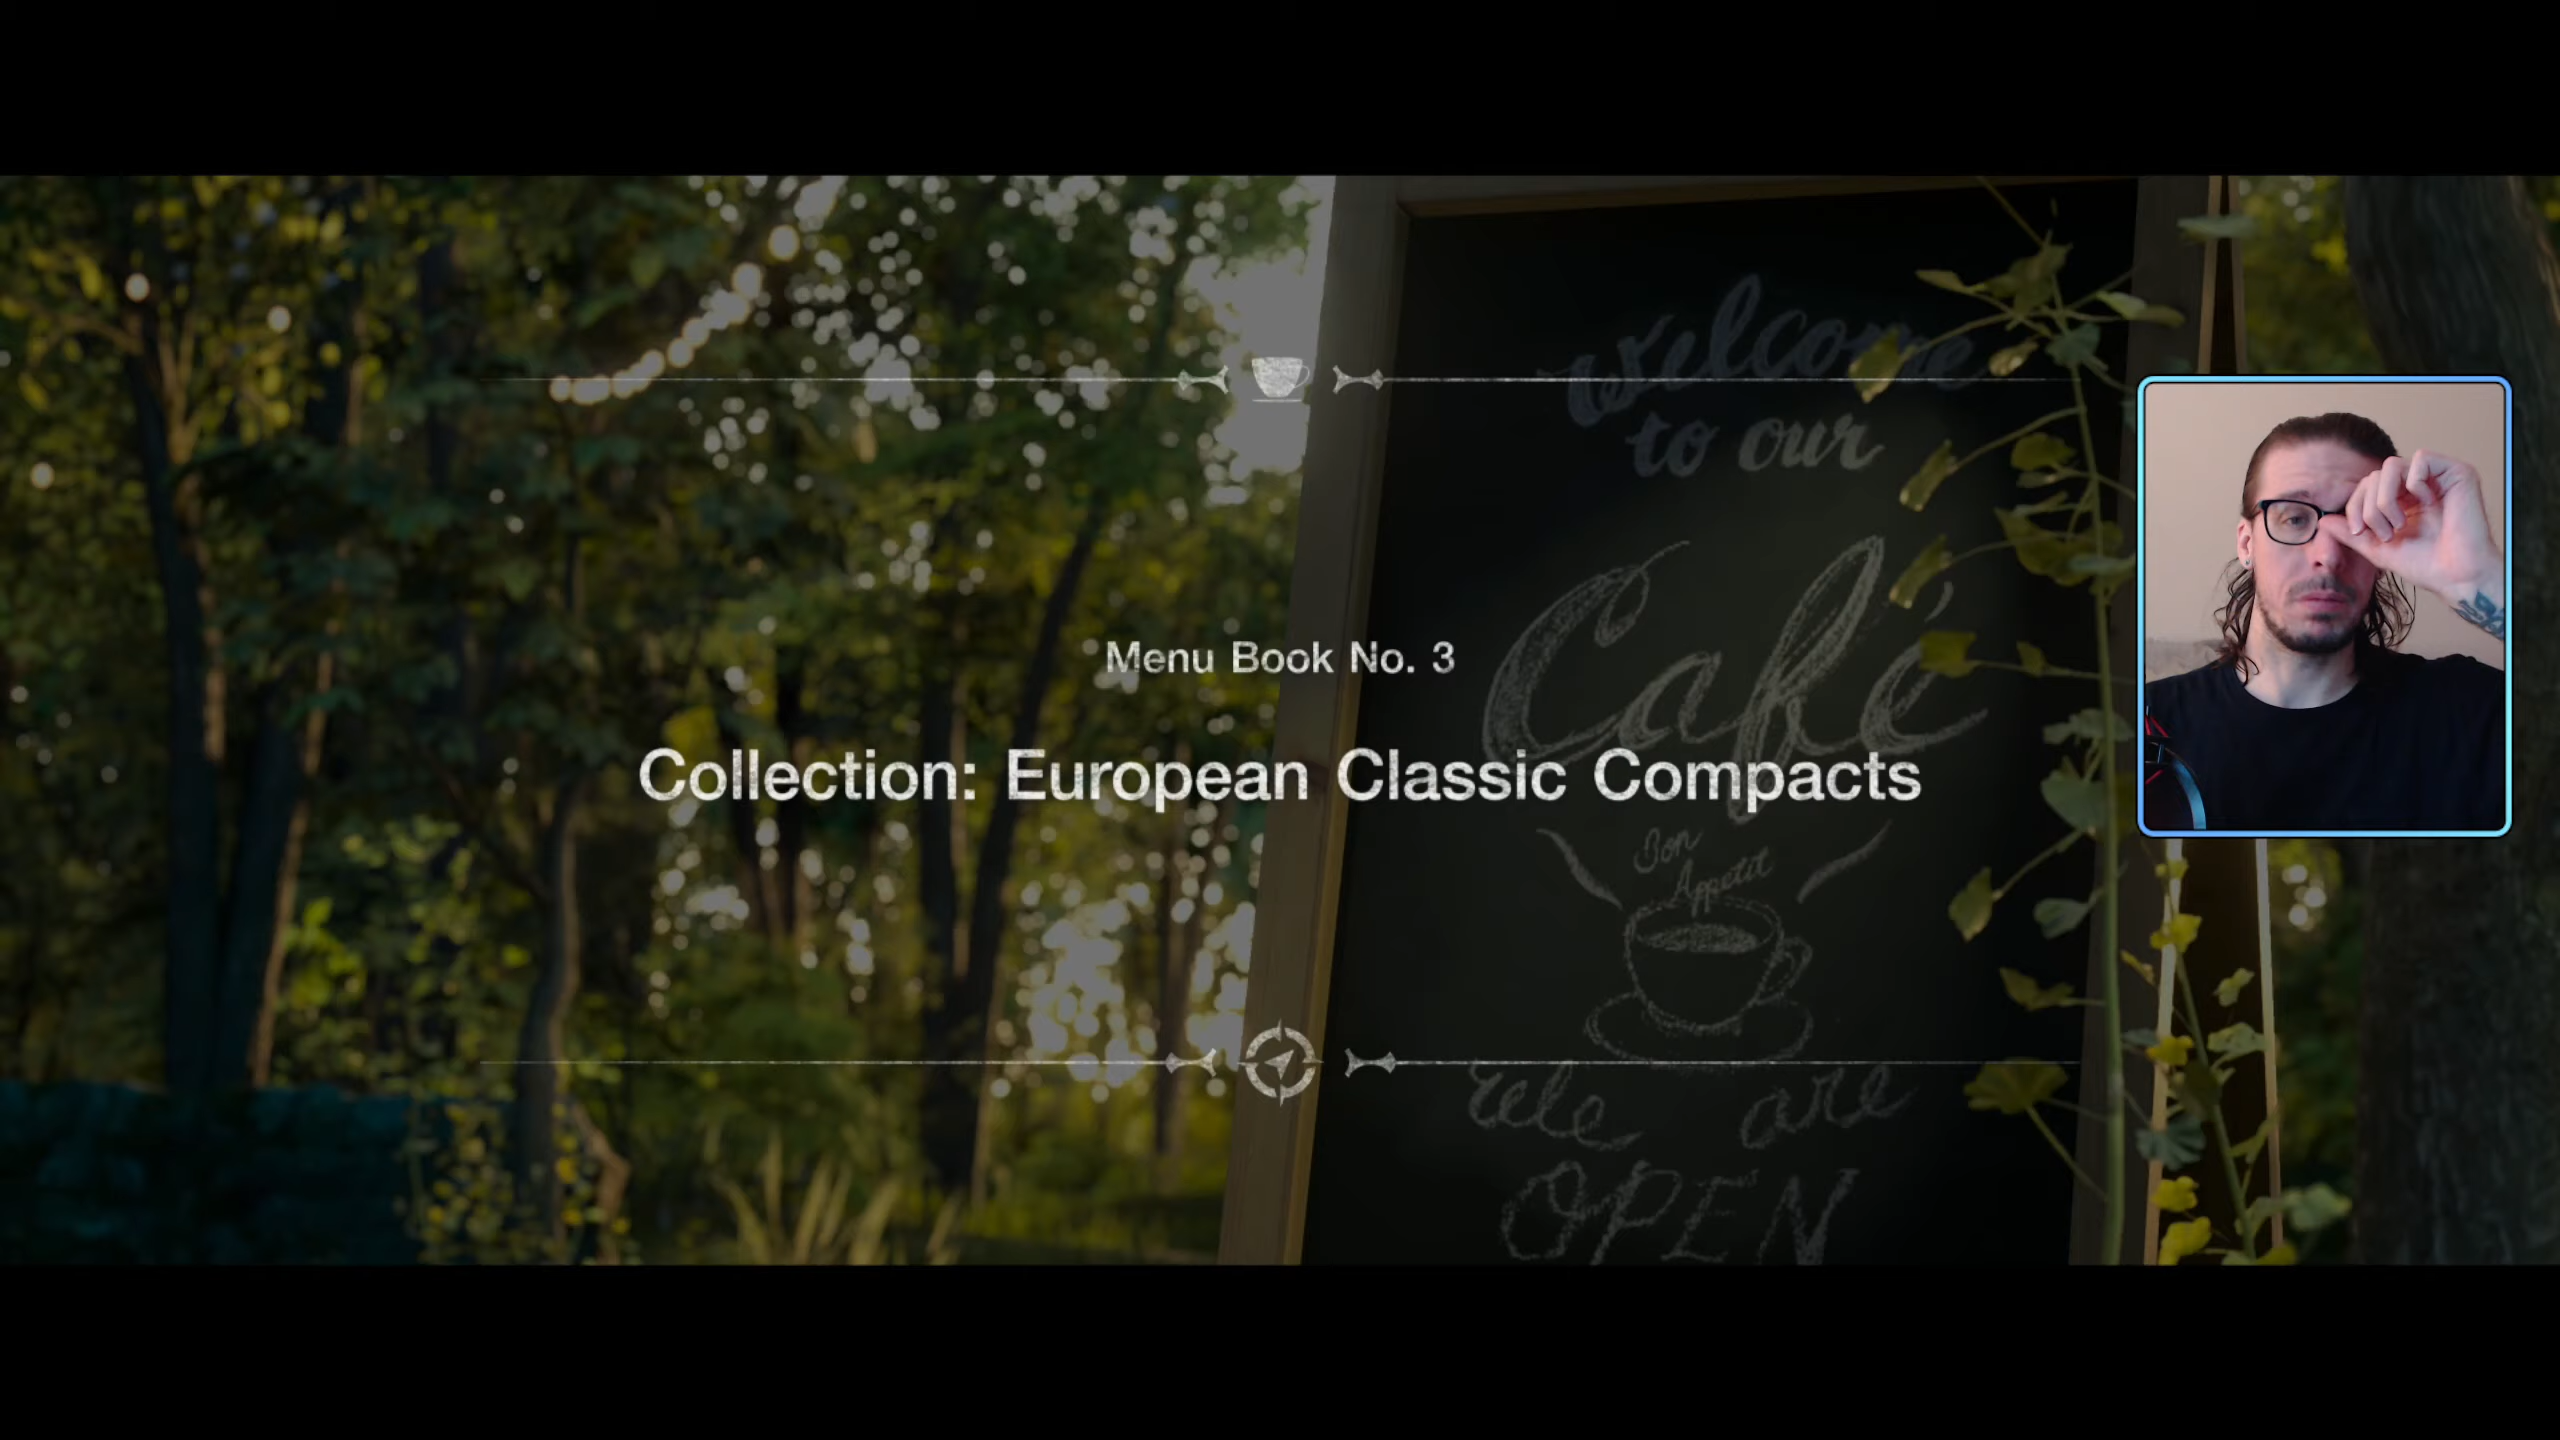 Welcome
to our
Café
Menu Book No. 3
Collection: European Classic Compacts
Bon
Appetit
We are
OPEN